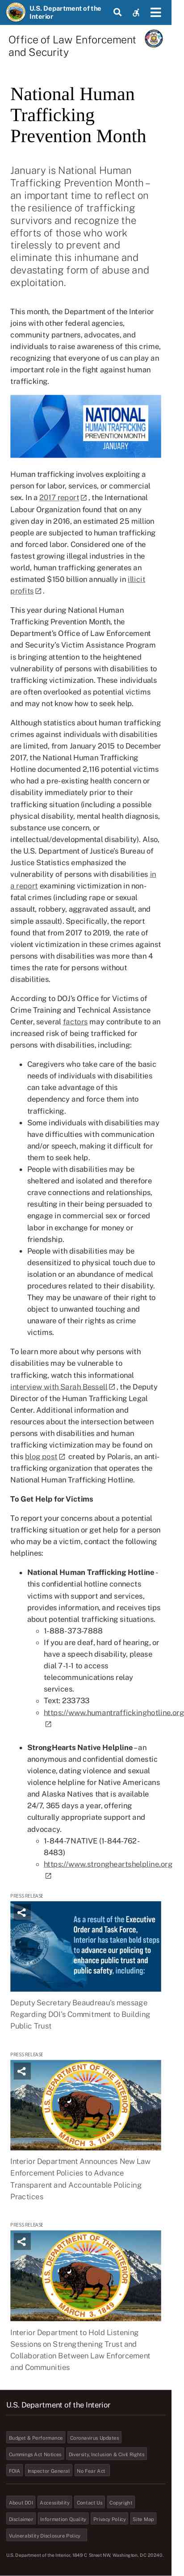 U.S. Department of the
Interior
Office of Law Enforcement
and Security
National Human
Trafficking
Prevention Month
January is National Human
Trafficking Prevention Month –
an important time to reflect on
the resilience of trafficking
survivors and recognize the
efforts of those who work
tirelessly to prevent and
eliminating this inhumane and
devastating form of abuse and
exploitation.
This month, the Department of the Interior
joins with other federal agencies,
community partners, advocates, and
individuals to raise awareness of this crime,
recognizing that everyone of us can play an
important role in the fight against human
trafficking.
NATIONAL
HUMAN
TRAFFICKING
PREVENTION MONTH
JANUARY
Human trafficking involves exploiting a
person for labor, services, or commercial
sex. In a 2017 report, the International
Labour Organization found that on any
given day in 2016, an estimated 25 million
people were subjected to human trafficking
and forced labor. Considered one of the
fastest growing illegal industries in the
world, human trafficking generates an
estimated $150 billion annually in illicit
profits.
This year during National Human
Trafficking Prevention Month, the
Department's Office of Law Enforcement
and Security's Victim Assistance Program
is bringing attention to the heightened
vulnerability of persons with disabilities to
trafficking victimization. These individuals
are often overlooked as potential victims
and may not know how to seek help.
Although statistics about human trafficking
crimes against individuals with disabilities
are limited, from January 2015 to December
2017, the National Human Trafficking
Hotline documented 2,116 potential victims
who had a pre-existing health concern or
disability immediately prior to their
trafficking situation (including a possible
physical disability, mental health diagnosis,
substance use concern, or
intellectual/developmental disability). Also,
the U.S. Department of Justice's Bureau of
Justice Statistics emphasized the
vulnerability of persons with disabilities in
a report examining victimization in non-
fatal crimes (including rape or sexual
assault, robbery, aggravated assault, and
simple assault). Specifically, the report
found that from 2017 to 2019, the rate of
violent victimization and other similar crimes against
persons with disabilities was more than 4
times the rate of persons without
disabilities.
According to DOJ's Office for Victims of
Crime Training and Technical Assistance
Center, several factors may contribute to an
increased risk of being trafficked for
persons with disabilities, including:
• Caregivers who take care of the basic
needs of individuals with disabilities
can take advantage of this
dependency and force them into
trafficking.
• Some individuals with disabilities may
have difficulty with communication
and/or speech, making it difficult for
them to seek help.
• People with disabilities may be
sheltered and isolated and therefore
crave connections and relationships,
resulting in their being persuaded to
engage in commercial sex or forced
labor in exchange for money or
friendship.
• People with disabilities may be
desensitized to physical touch due to
isolation or an abundance of medical
procedures related to their disability.
They may be unaware of their right to
object to unwanted touching and
unaware of their rights as crime
victims.
To learn more about why persons with
disabilities may be vulnerable to
trafficking, watch this informational
interview with Sarah Bessell, the Deputy
Director of the Human Trafficking Legal
Center. Additional information and
resources about the intersection between
persons with disabilities and human
trafficking victimization may be found on
this blog post created by Polaris, an anti-
trafficking organization that operates the
National Human Trafficking Hotline.
To Get Help for Victims
To report your concerns about a potential
trafficking situation or get help for a person
who may be a victim, contact the following
helplines:
• National Human Trafficking Hotline -
this confidential hotline connects
victims with support and services,
provides information and receives tips
about potential trafficking situations.
○ 1-888-373-7888
○ If you are deaf, hard of hearing, or
have a speech disability, please
dial 7-1-1 to access
telecommunications relay
services.
○ Text: 233733
○ https://www.humantraffickinghotline.org
• StrongHearts Native Helpline – an
anonymous and confidential domestic
violence, dating violence and sexual
violence helpline for Native Americans
and Alaska Natives that is available
24/7, 365 days a year, offering
culturally appropriate support and
advocacy.
○ 1-844-7NATIVE (1-844-762-
8483)
○ https://www.strongheartshelpline.org
PRESS RELEASE
As a result of the Executive
Order and Task Force,
Interior has taken bold steps
to advance our policing to
enhance public trust and
public safety, including:
Deputy Secretary Beaudreau's message
Regarding DOI's Commitment to Building
Public Trust
PRESS RELEASE
MARCH 3, 1849
Interior Department Announces New Law
Enforcement Policies to Advance
Transparent and Accountable Policing
Practices
PRESS RELEASE
MARCH 3, 1849
Interior Department to Hold Listening
Sessions on Strengthening Trust and
Collaboration Between Law Enforcement
and Communities
U.S. Department of the Interior
Budget & Performance Coronavirus Updates
Cummings Act Notices Diversity, Inclusion & Civil Rights
FOIA Inspector General No Fear Act
About DOI Accessibility Contact Us Copyright
Disclaimer Information Quality Privacy Policy Site Map
Vulnerability Disclosure Policy
U.S. Department of the Interior, 1849 C Street NW, Washington, DC 20240.